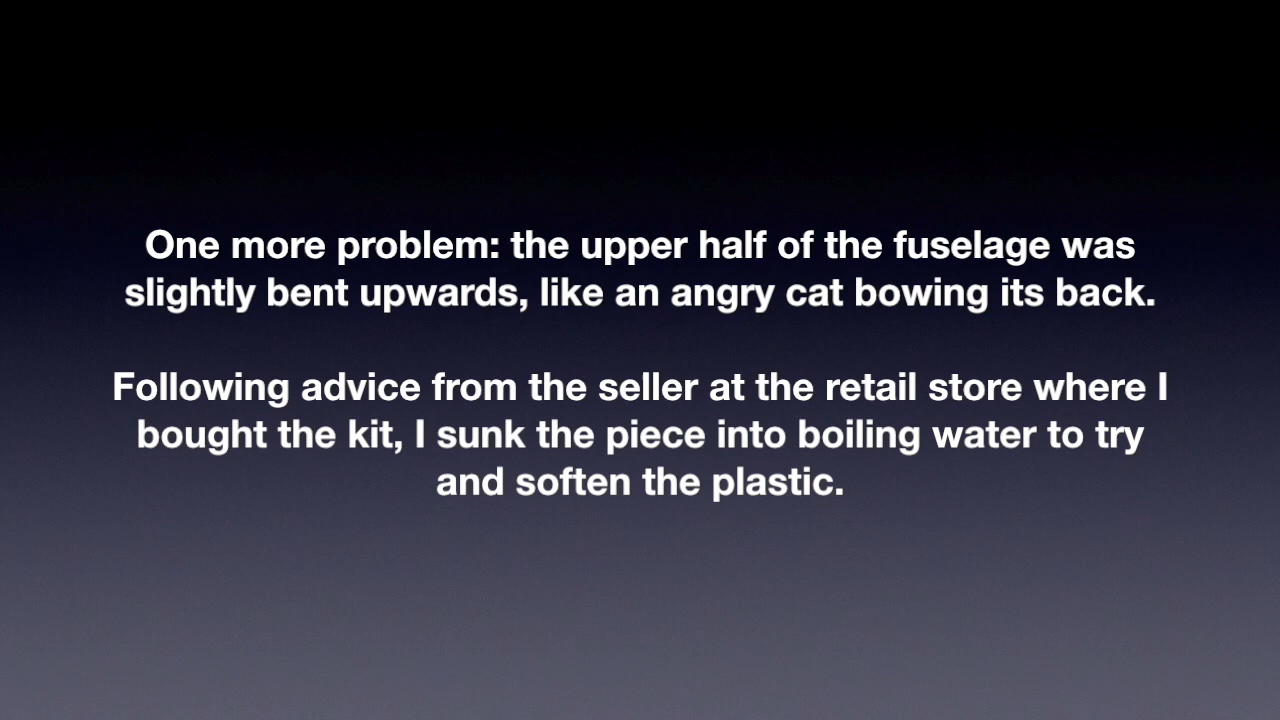 One more problem: the upper half of the fuselage was
slightly bent upwards, like an angry cat bowing its back.
Following advice from the seller at the retail store where I
bought the kit, I sunk the piece into boiling water to try
and soften the plastic.